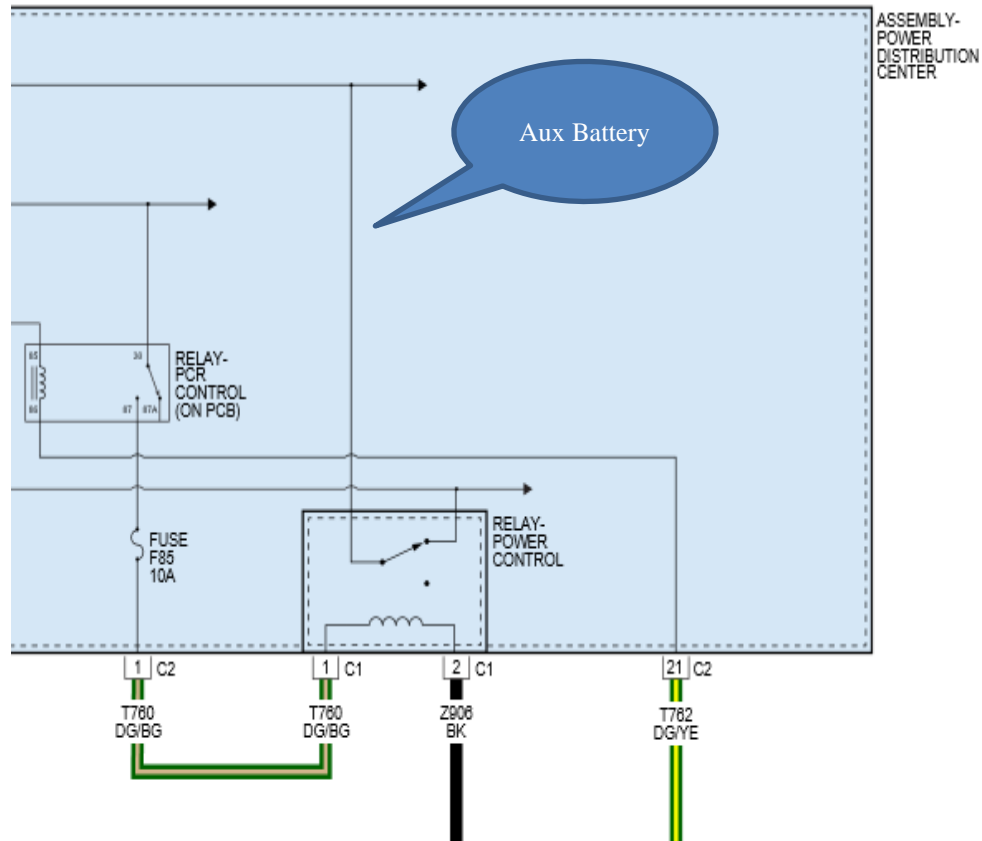 ASSEMBLY-
POWER
DISTRIBUTION
CENTER
Aux Battery
85
30
86
87
87A
RELAY-
PCR
CONTROL
(ON PCB)
FUSE
F85
10A
RELAY-
POWER
CONTROL
1 C2
1 C1
2 C1
21 C2
T760
DG/BG
T760
DG/BG
Z906
BK
T762
DG/YE